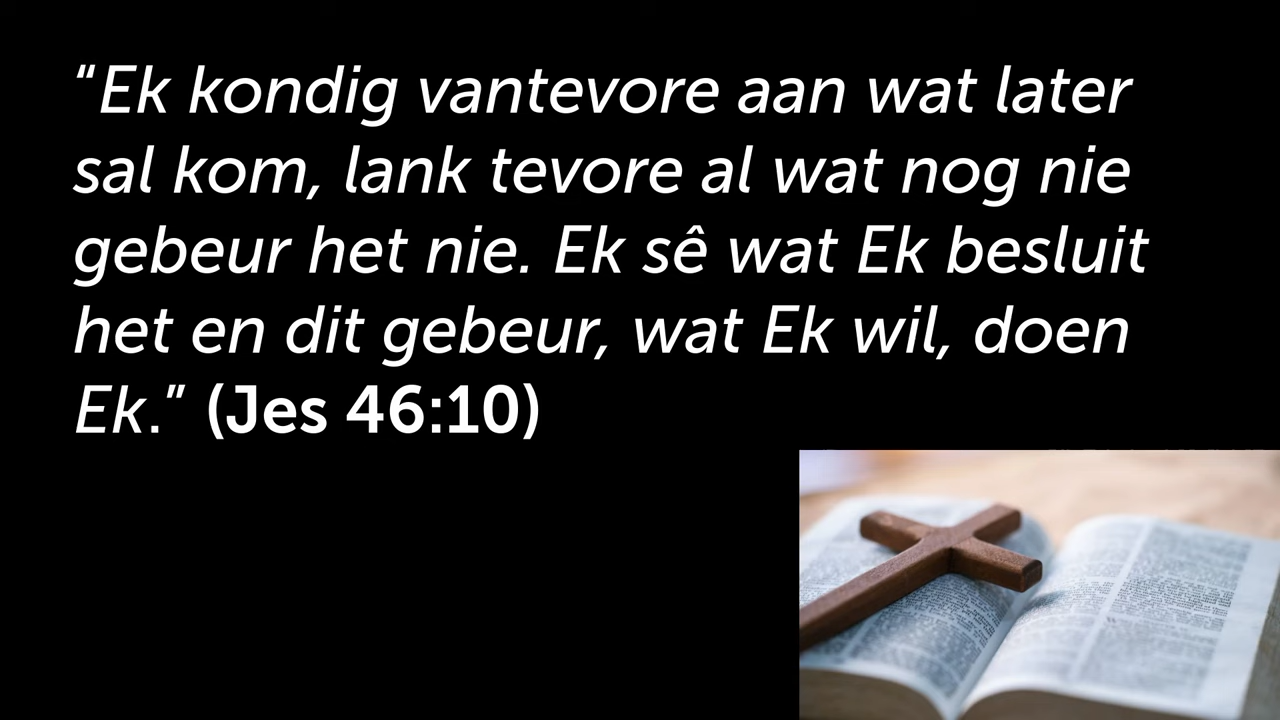 “Ek kondig vantevore aan wat later
sal kom, lank tevore al wat nog nie
gebeur het nie. Ek sê wat Ek besluit
het en dit gebeur, wat Ek wil, doen
Ek.” (Jes 46:10)